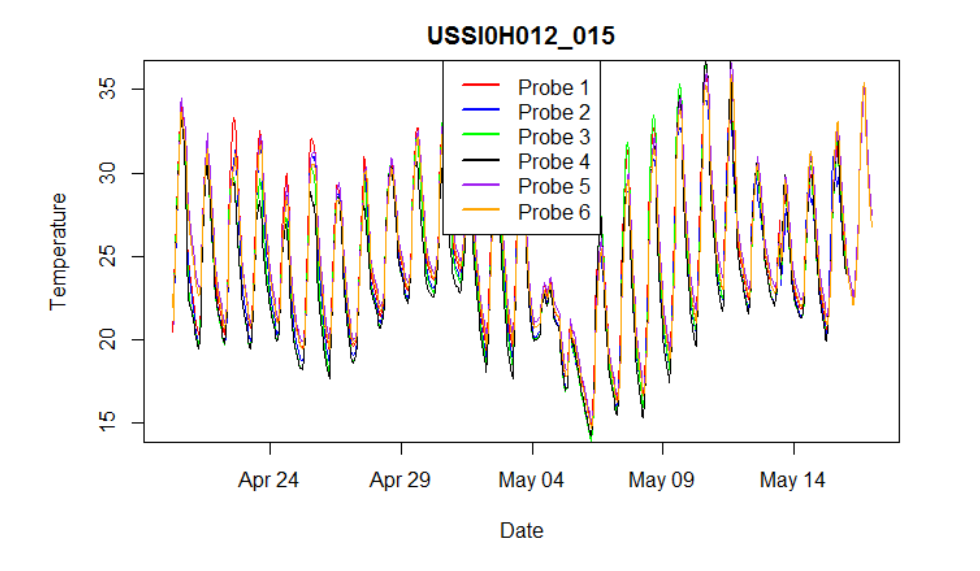 USSI0H012_015
Probe 1
Probe 2
Probe 3
Probe 4
Probe 5
Probe 6
Temperature
35
30
25
20
15
Apr 24 Apr 29 May 04 May 09 May 14
Date